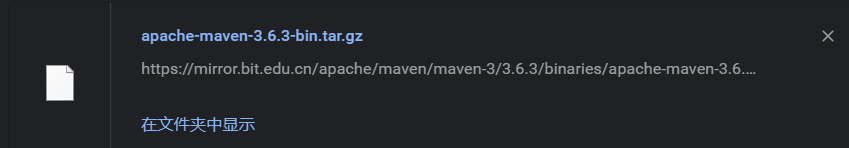 apache-maven-3.6.3-bin.tar.gz
https://mirror.bit.edu.cn/apache/maven/maven-3/3.6.3/binaries/apache-maven-3.6....
在文件夹中显示